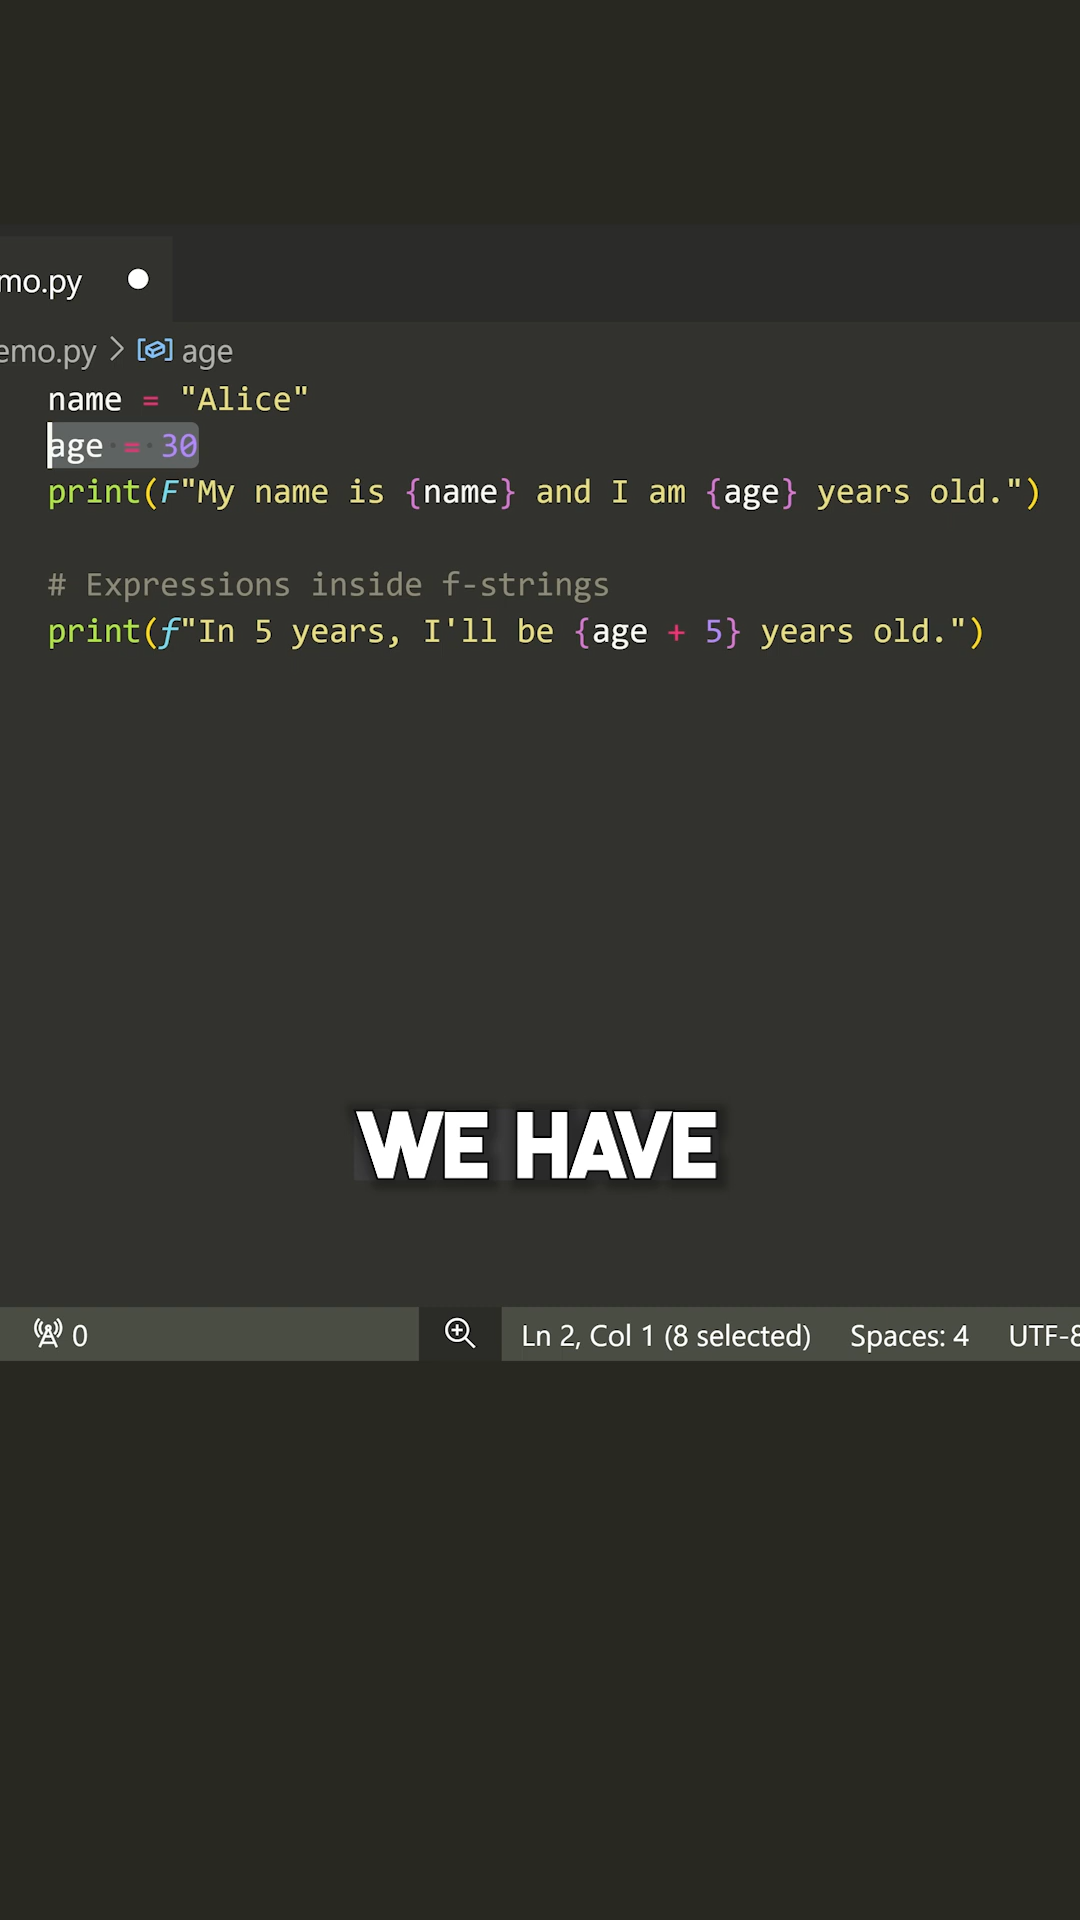 mo.py
emo.py > age
name = "Alice"
age = 30
print(F"My name is {name} and I am {age} years old.")
# Expressions inside f-strings
print(f"In 5 years, I'll be {age + 5} years old.")
WE HAVE
0 Ln 2, Col 1 (8 selected) Spaces: 4 UTF-8